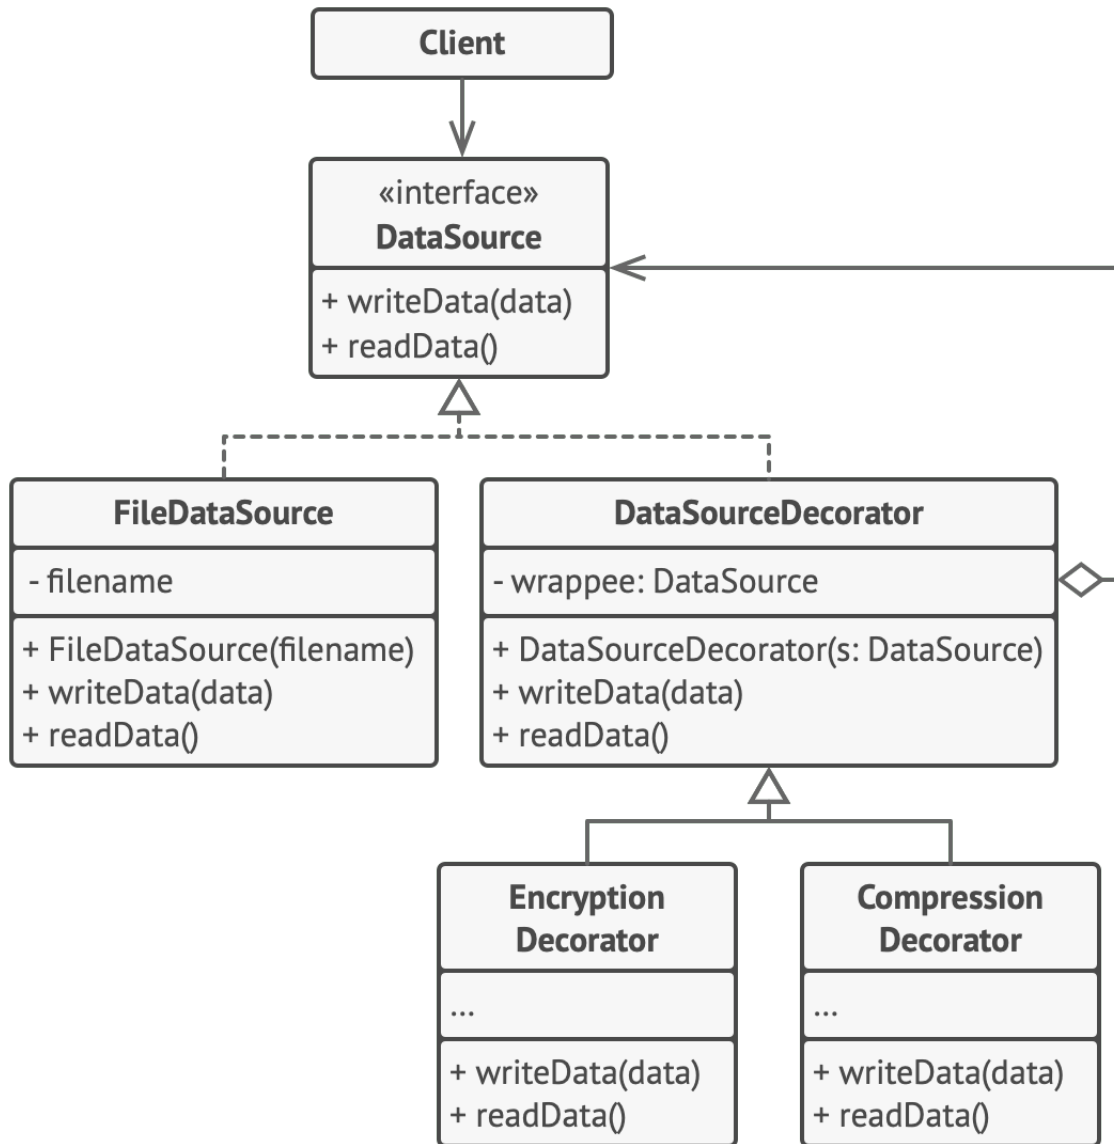 Client
«interface»
DataSource
+ writeData(data)
+ readData()
FileDataSource
- filename
+ FileDataSource(filename)
+ writeData(data)
+ readData()
DataSourceDecorator
- wrappee: DataSource
+ DataSourceDecorator(s: DataSource)
+ writeData(data)
+ readData()
Encryption
Decorator
...
+ writeData(data)
+ readData()
Compression
Decorator
...
+ writeData(data)
+ readData()